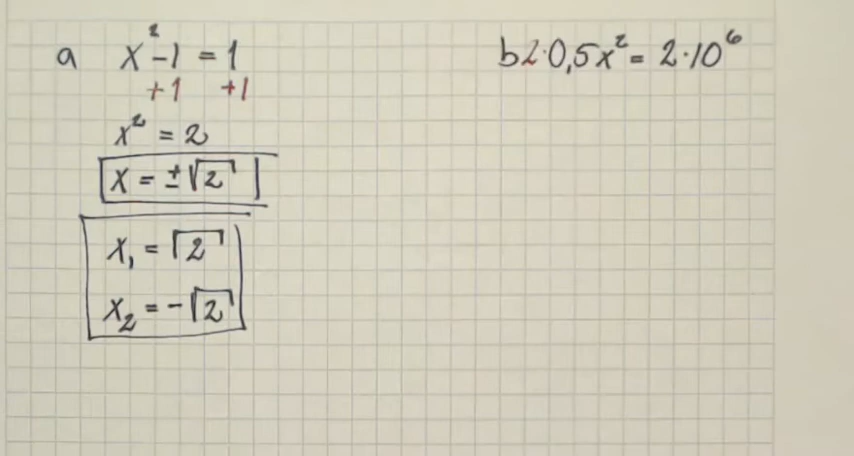 a x² - 1 = 1
+1 +1
x² = 2
x = ±√2
x₁ = √2
x₂ = -√2
b 2·0,5x² = 2·10⁶